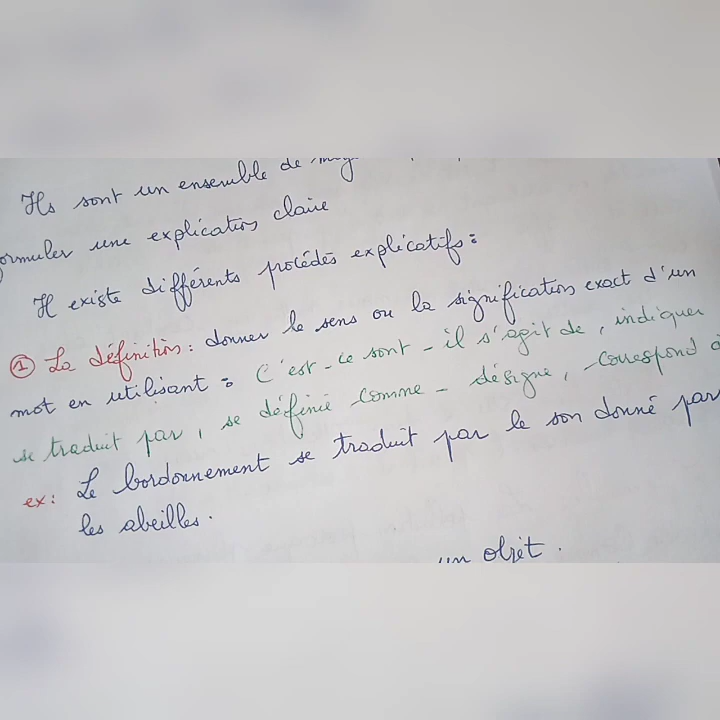 Ils sont un ensemble de
formuler une explication claire
Il existe différents procédés explicatifs :
① La définition : donner le sens ou la signification exact d'un
mot en utilisant : C'est - ce sont - il s'agit de, indiquer
se traduit par, se définie comme - désigne, - correspond à
ex : Le bordonnement se traduit par le son donné par
les abeilles.
un objet.